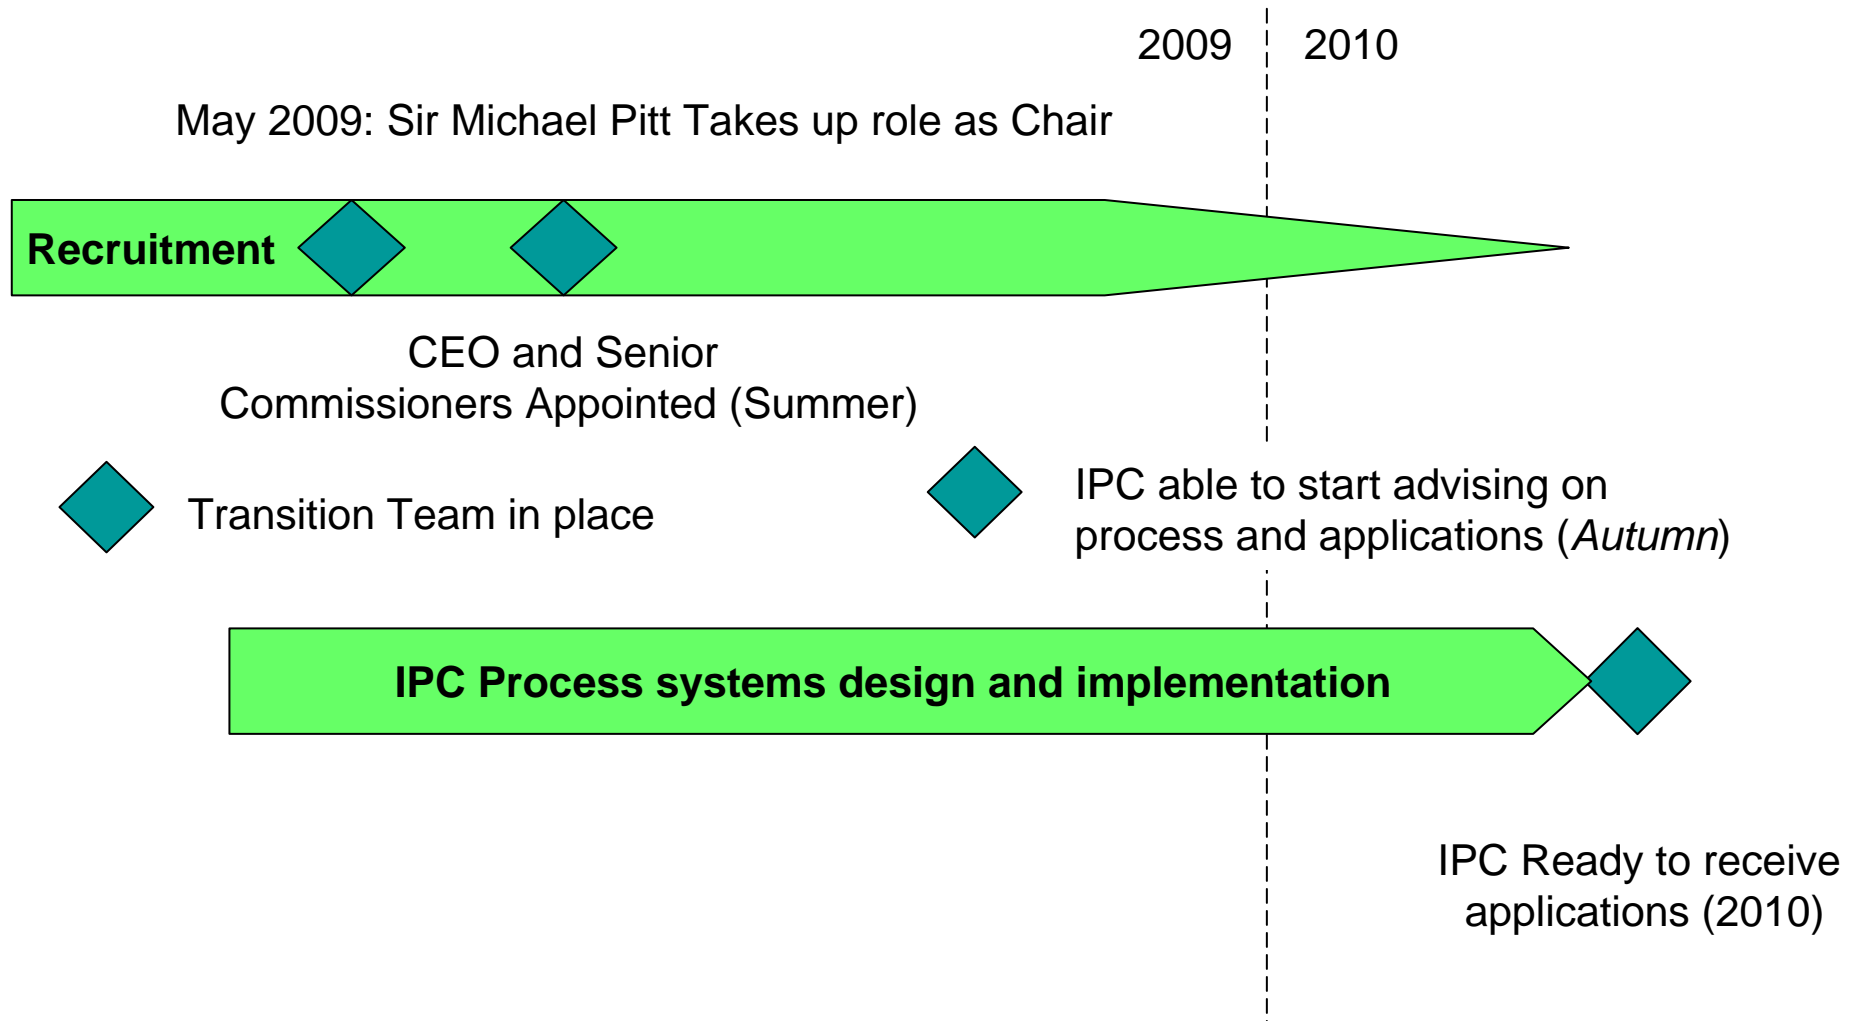 2009 2010
May 2009: Sir Michael Pitt Takes up role as Chair
Recruitment
CEO and Senior
Commissioners Appointed (Summer)
Transition Team in place
IPC able to start advising on
process and applications (Autumn)
IPC Process systems design and implementation
IPC Ready to receive
applications (2010)